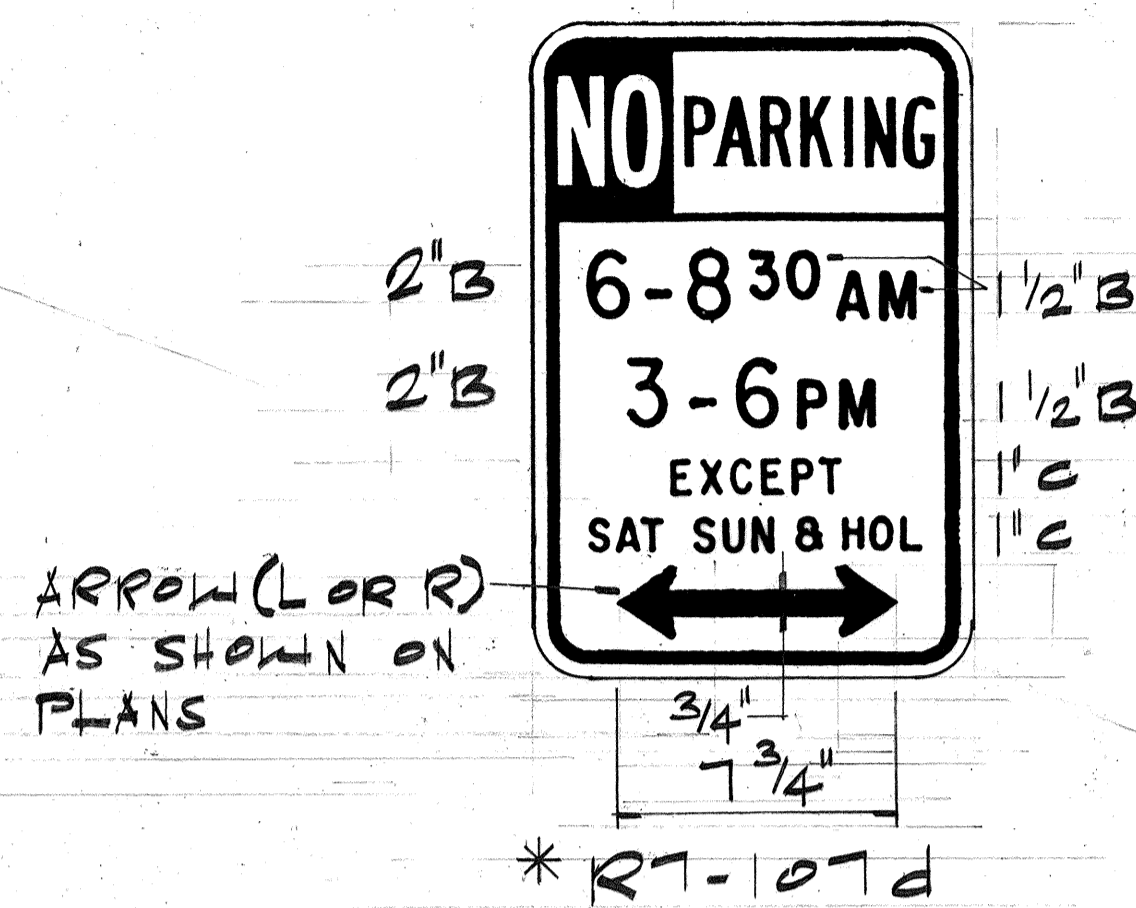 NO PARKING
2"B 6-8 30 AM 1 1/2" B
2"B 3-6 PM 1 1/2" B
EXCEPT 1" C
SAT SUN & HOL 1" C
ARROW (L OR R)
AS SHOWN ON
PLANS
3/4"
7 3/4"
* R7-107d